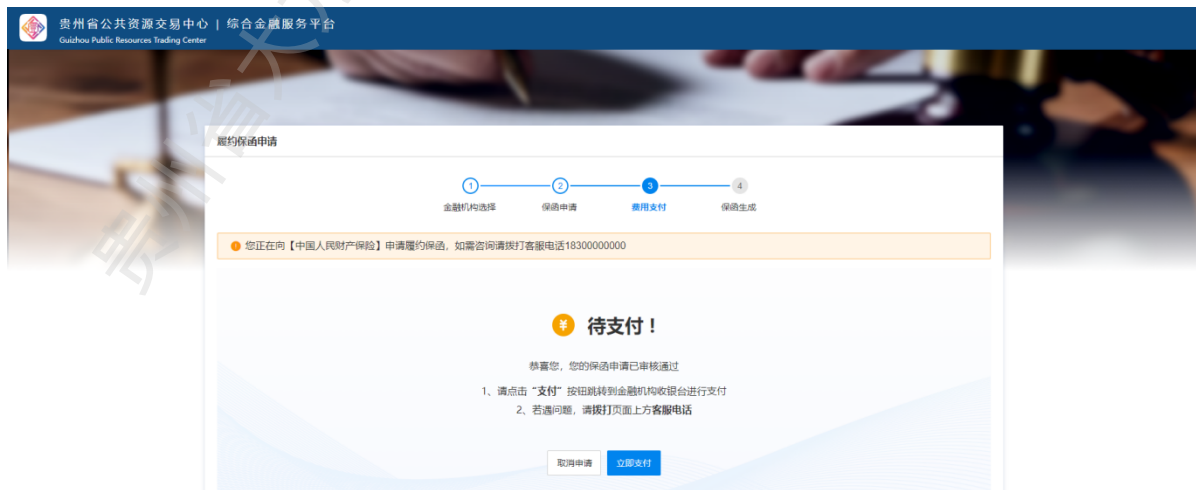 贵州省公共资源交易中心 | 综合金融服务平台
Guizhou Public Resources Trading Center
履约保函申请
1 2 3 4
金融机构选择 保函申请 费用支付 保函生成
您正在向【中国人民财产保险】申请履约保函，如需咨询请拨打客服电话18300000000
待支付！
恭喜您，您的保函申请已审核通过
1、请点击“支付”按钮跳转到金融机构收银台进行支付
2、若遇问题，请拨打页面上方客服电话
取消申请 立即支付
贵州省大